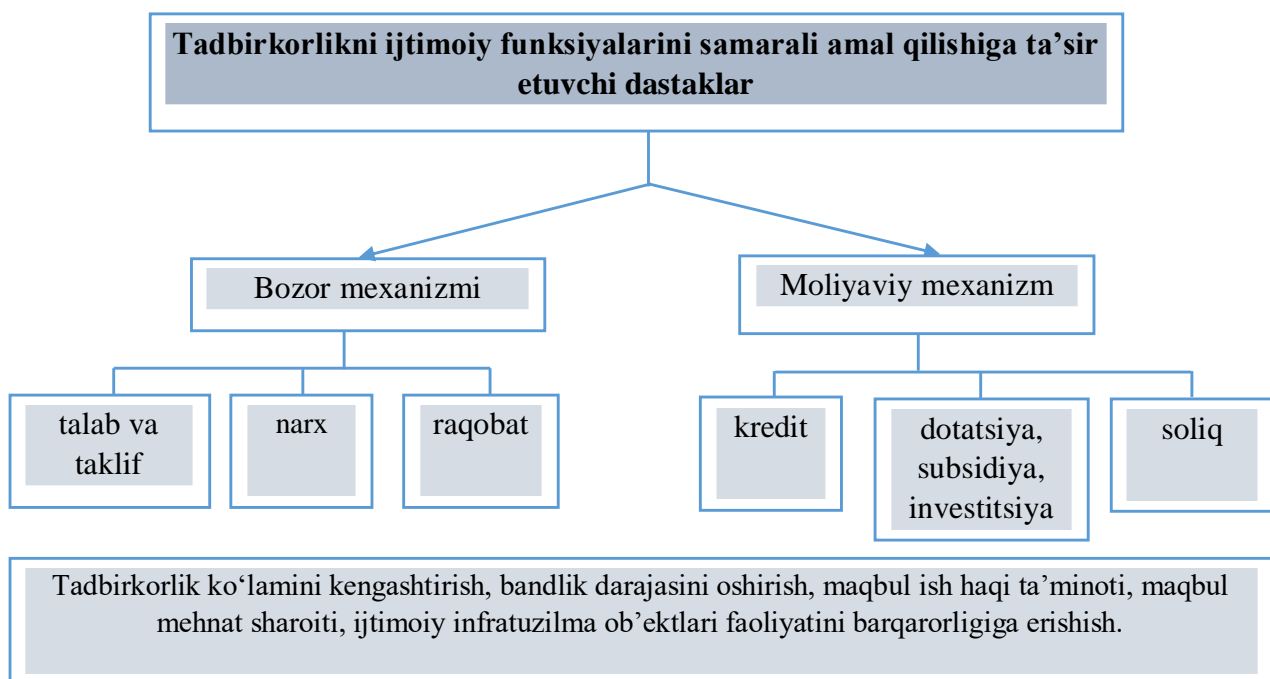 Tadbirkorlikni ijtimoiy funksiyalarini samarali amal qilishiga ta’sir
etuvchi dastaklar
Bozor mexanizmi
Moliyaviy mexanizm
talab va
taklif
narx
raqobat
kredit
dotatsiya,
subsidiya,
investitsiya
soliq
Tadbirkorlik ko‘lamini kengashtirish, bandlik darajasini oshirish, maqbul ish haqi ta’minoti, maqbul
mehnat sharoiti, ijtimoiy infratuzilma ob’ektlari faoliyatini barqarorligiga erishish.